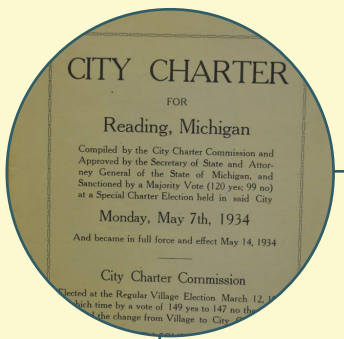 CITY CHARTER
FOR
Reading, Michigan
Compiled by the City Charter Commission and
Approved by the Secretary of State and Attor-
ney General of the State of Michigan, and
Sanctioned by a Majority Vote (120 yes; 99 no)
at a Special Charter Election held in said City
Monday, May 7th, 1934
And became in full force and effect May 14, 1934
City Charter Commission
Elected at the Regular Village Election March 12,
which time by a vote of 149 yes to 147 no the
the change from Village to City